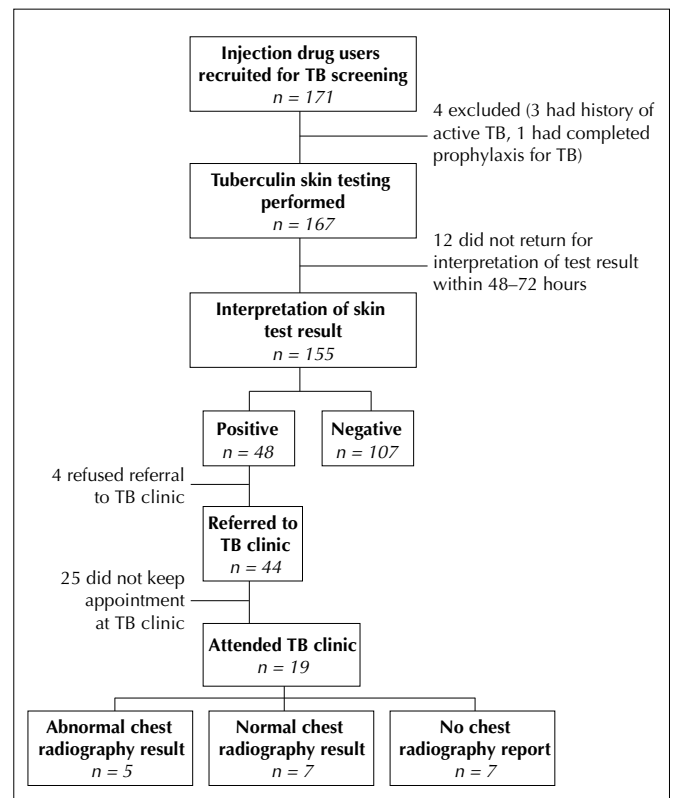 Injection drug users
recruited for TB screening
n = 171
4 excluded (3 had history of
active TB, 1 had completed
prophylaxis for TB)
Tuberculin skin testing
performed
n = 167
12 did not return for
interpretation of test result
within 48–72 hours
Interpretation of skin
test result
n = 155
Positive
n = 48
Negative
n = 107
4 refused referral
to TB clinic
Referred to
TB clinic
n = 44
25 did not keep
appointment
at TB clinic
Attended TB clinic
n = 19
Abnormal chest
radiography result
n = 5
Normal chest
radiography result
n = 7
No chest
radiography report
n = 7